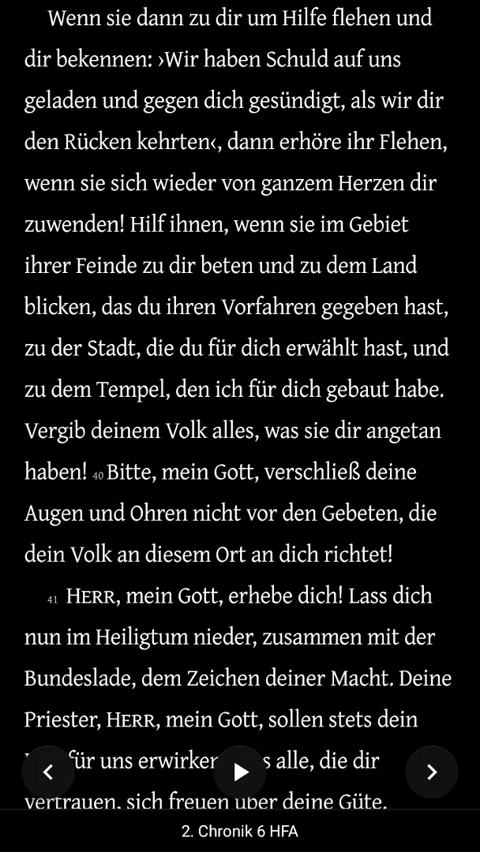 Wenn sie dann zu dir um Hilfe flehen und
dir bekennen: ›Wir haben Schuld auf uns
geladen und gegen dich gesündigt, als wir dir
den Rücken kehrten‹, dann erhöre ihr Flehen,
wenn sie sich wieder von ganzem Herzen dir
zuwenden! Hilf ihnen, wenn sie im Gebiet
ihrer Feinde zu dir beten und zu dem Land
blicken, das du ihren Vorfahren gegeben hast,
zu der Stadt, die du für dich erwählt hast, und
zu dem Tempel, den ich für dich gebaut habe.
Vergib deinem Volk alles, was sie dir angetan
haben! 40 Bitte, mein Gott, verschließ deine
Augen und Ohren nicht vor den Gebeten, die
dein Volk an diesem Ort an dich richtet!
41 HERR, mein Gott, erhebe dich! Lass dich
nun im Heiligtum nieder, zusammen mit der
Bundeslade, dem Zeichen deiner Macht. Deine
Priester, HERR, mein Gott, sollen stets dein
für uns erwirken alle, die dir
vertrauen, sich freuen über deine Güte.
2. Chronik 6 HFA